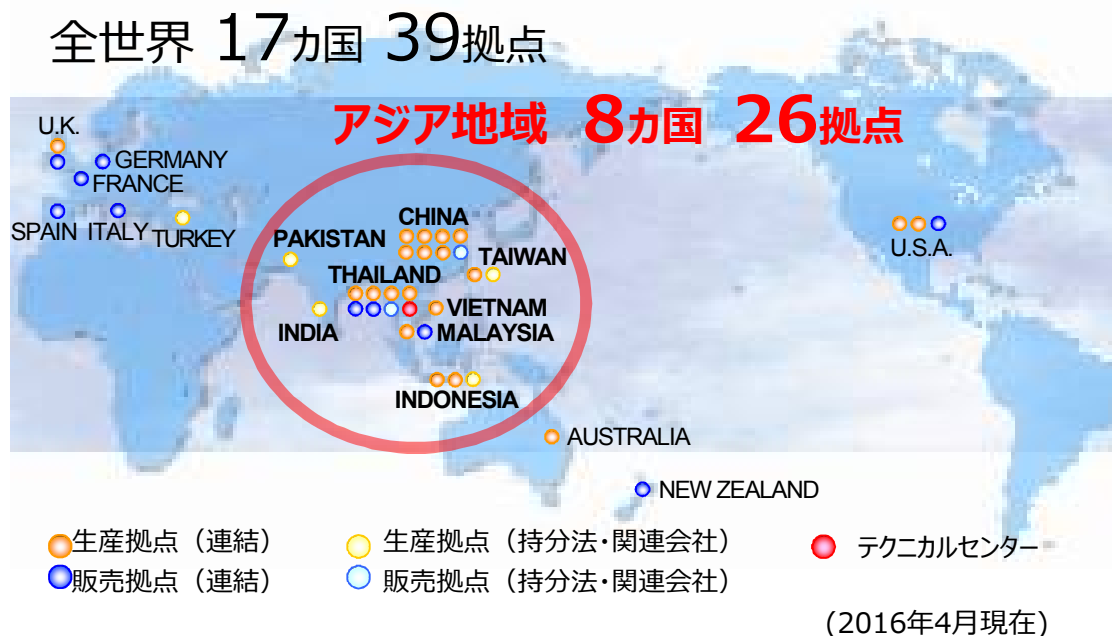 全世界 17カ国 39拠点
アジア地域 8カ国 26拠点
U.K.
GERMANY
FRANCE
SPAIN ITALY TURKEY
CHINA
PAKISTAN
TAIWAN
THAILAND
U.S.A.
VIETNAM
INDIA
MALAYSIA
INDONESIA
AUSTRALIA
NEW ZEALAND
生産拠点（連結） 生産拠点（持分法・関連会社） テクニカルセンター
販売拠点（連結） 販売拠点（持分法・関連会社）
(2016年4月現在)